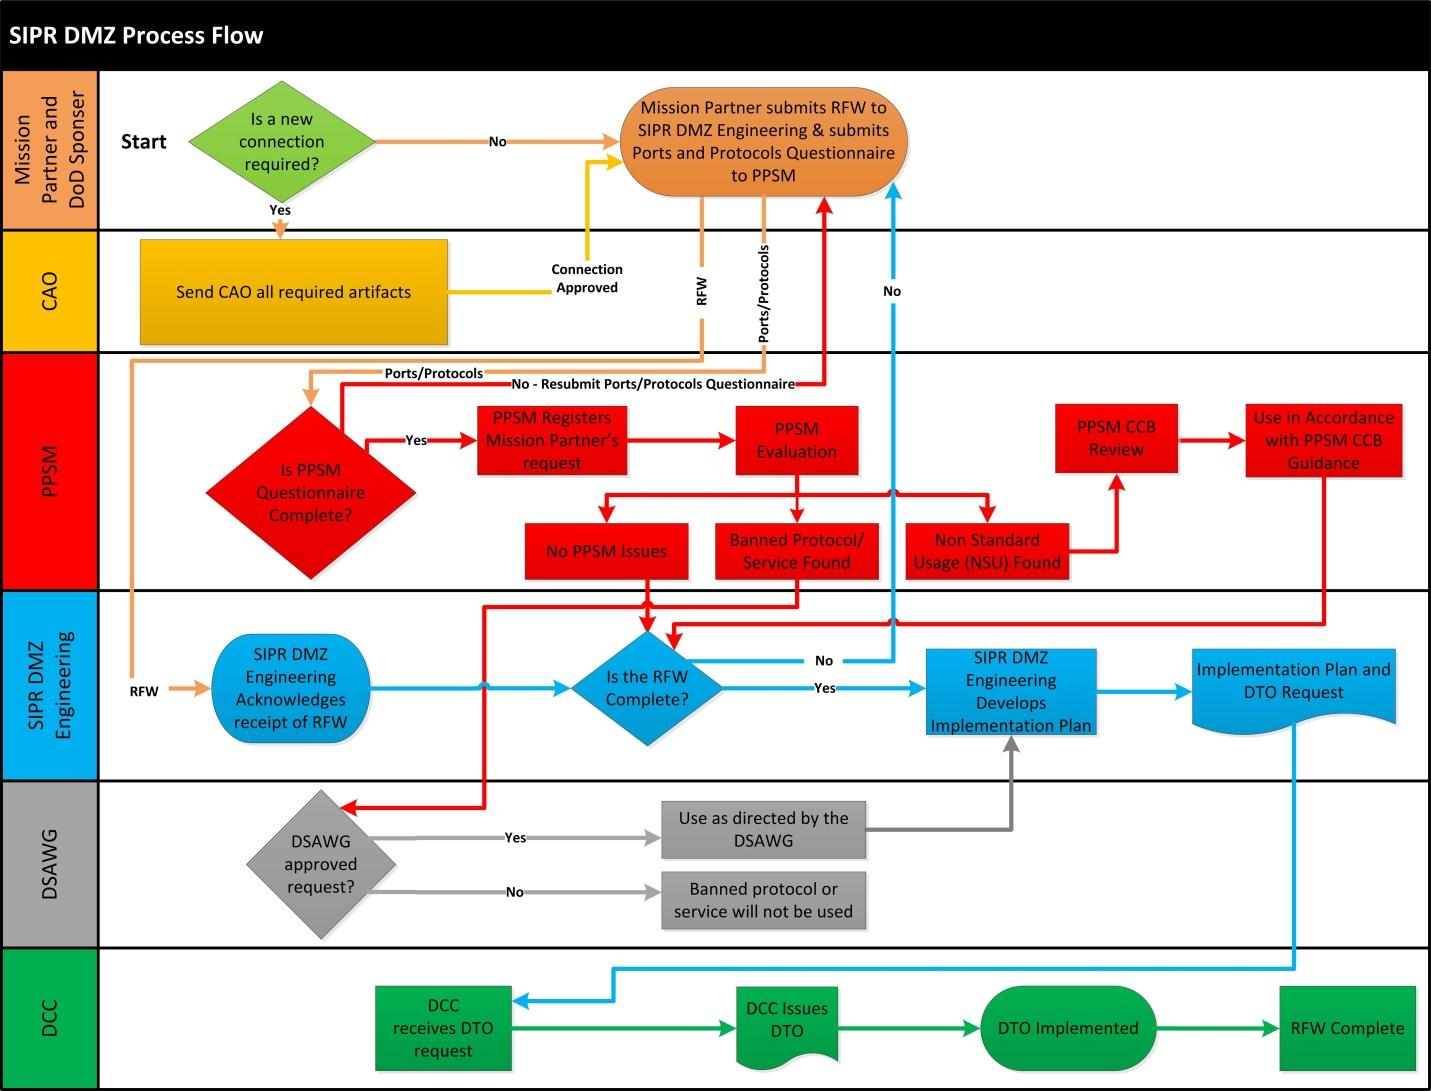 SIPR DMZ Process Flow
Mission
Partner and
DoD Sponser
Start
Is a new
connection
required?
No
Mission Partner submits RFW to
SIPR DMZ Engineering & submits
Ports and Protocols Questionnaire
to PPSM
Yes
CAO
Send CAO all required artifacts
Connection
Approved
RFW
Ports/Protocols
No
PPSM
Ports/Protocols
No - Resubmit Ports/Protocols Questionnaire
Is PPSM
Questionnaire
Complete?
Yes
PPSM Registers
Mission Partner's
request
PPSM
Evaluation
PPSM CCB
Review
Use in Accordance
with PPSM CCB
Guidance
No PPSM Issues
Banned Protocol/
Service Found
Non Standard
Usage (NSU) Found
SIPR DMZ
Engineering
RFW
SIPR DMZ
Engineering
Acknowledges
receipt of RFW
Is the RFW
Complete?
No
Yes
SIPR DMZ
Engineering
Develops
Implementation Plan
Implementation Plan and
DTO Request
DSAWG
DSAWG
approved
request?
Yes
Use as directed by the
DSAWG
No
Banned protocol or
service will not be used
DCC
DCC
receives DTO
request
DCC Issues
DTO
DTO Implemented
RFW Complete